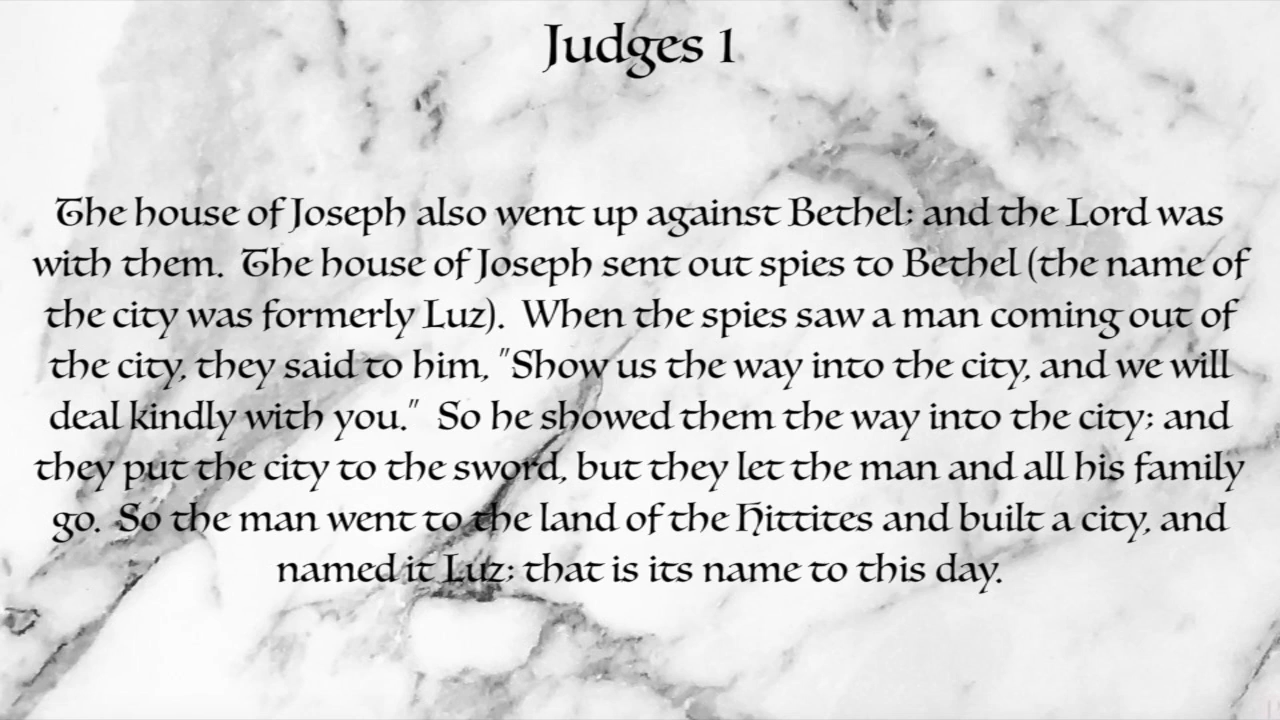 Judges 1
The house of Joseph also went up against Bethel; and the Lord was
with them.  The house of Joseph sent out spies to Bethel (the name of
the city was formerly Luz).  When the spies saw a man coming out of
the city, they said to him, "Show us the way into the city, and we will
deal kindly with you."  So he showed them the way into the city; and
they put the city to the sword, but they let the man and all his family
go.  So the man went to the land of the Hittites and built a city, and
named it Luz; that is its name to this day.